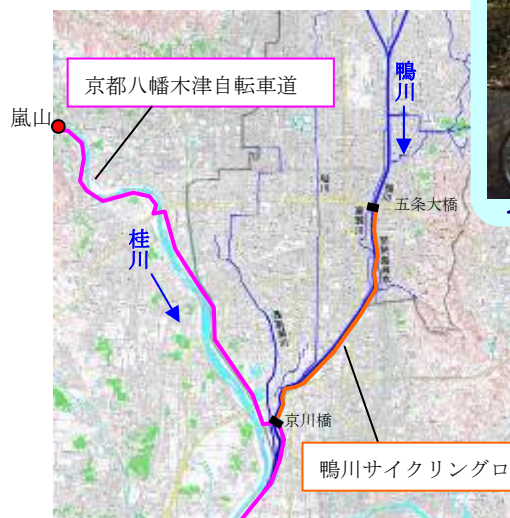 京都八幡木津自転車道
嵐山
鴨川
五条大橋
桂川
京川橋
鴨川サイクリングロ